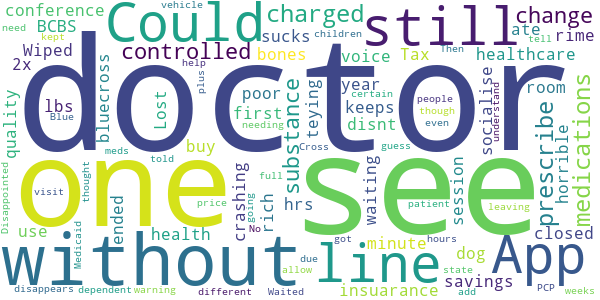 conference
BCBS
need
kept
Wiped
2x
lbs
Blue
quality
bluecross
Disappointed
sucks
Could
vehicle
charged
children
controlled
bones
voice
Tax
still
change
ate
rime
tell
healthcare
doctor
Lost
help
plus
poor
first
needing
substance
year
keeps
disnt
teying
hrs
Cross
guess
people
certain
though
even
socialise
Then
understand
room
prescribe
horrible
medications
one
see
visit
meds
told
buy
thought
Medicaid
price
use
ended
health
crashing
going
No
full
rich
waiting
patient
session
leaving
closed
without
line
App
got
hours
minute
dog
due
allow
state
savings
insuarance
add
PCP
weeks
disappears
dependent
warning
different
Waited